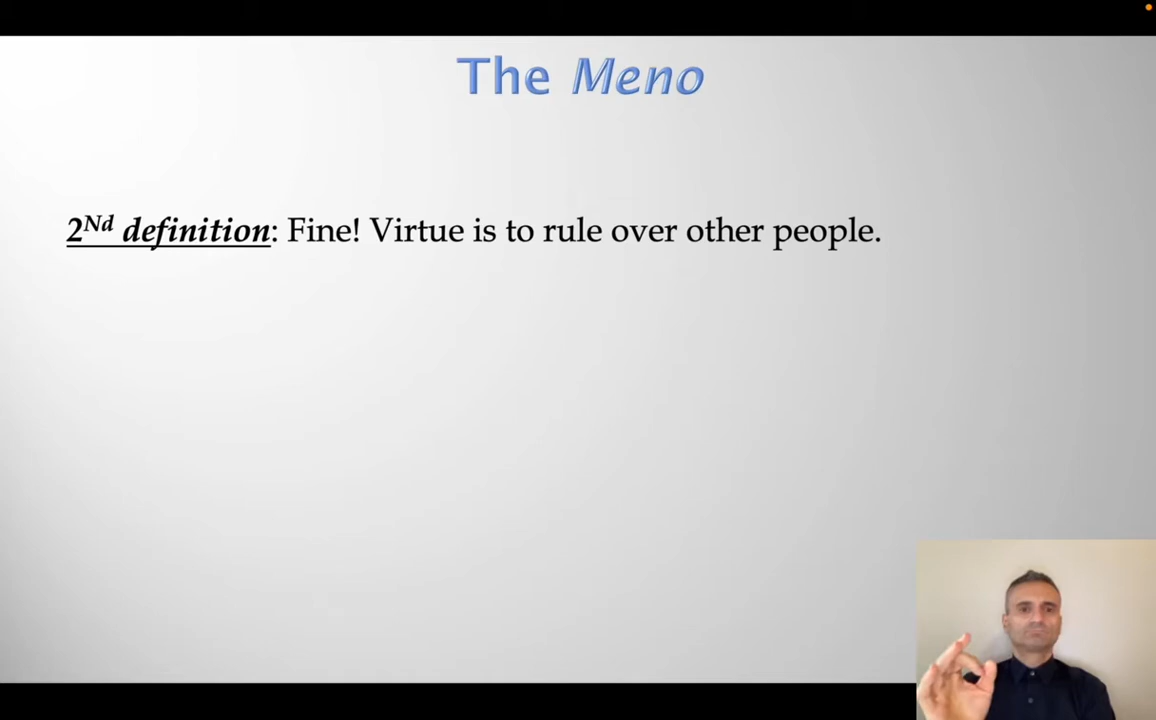 The Meno
2Nd definition: Fine! Virtue is to rule over other people.